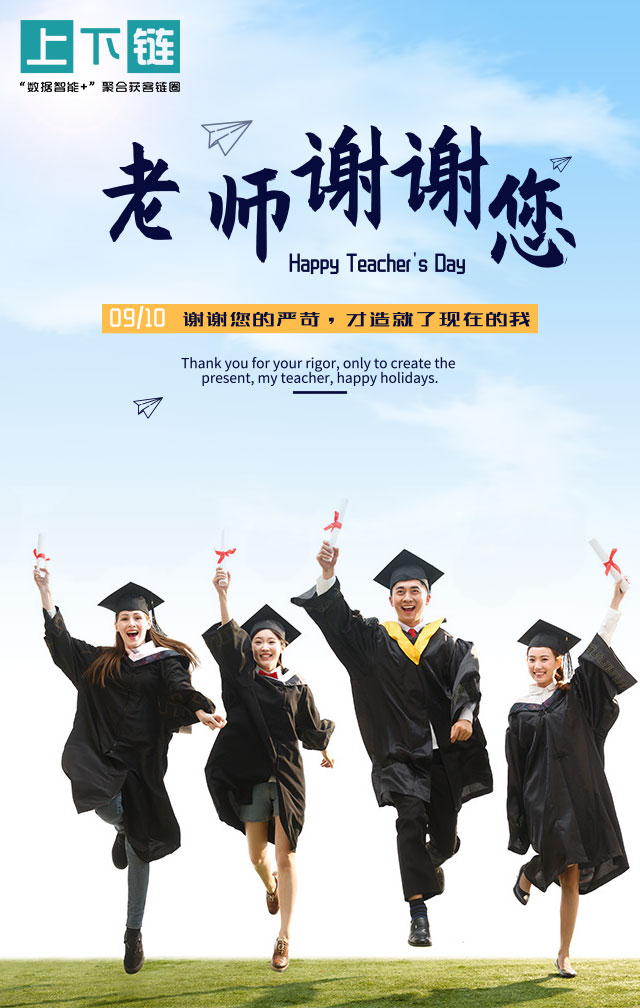 上下链
“数据智能+”聚合获客链圈
老师谢谢您
Happy Teacher's Day
09/10 谢谢您的严苛，才造就了现在的我
Thank you for your rigor, only to create the
present, my teacher, happy holidays.